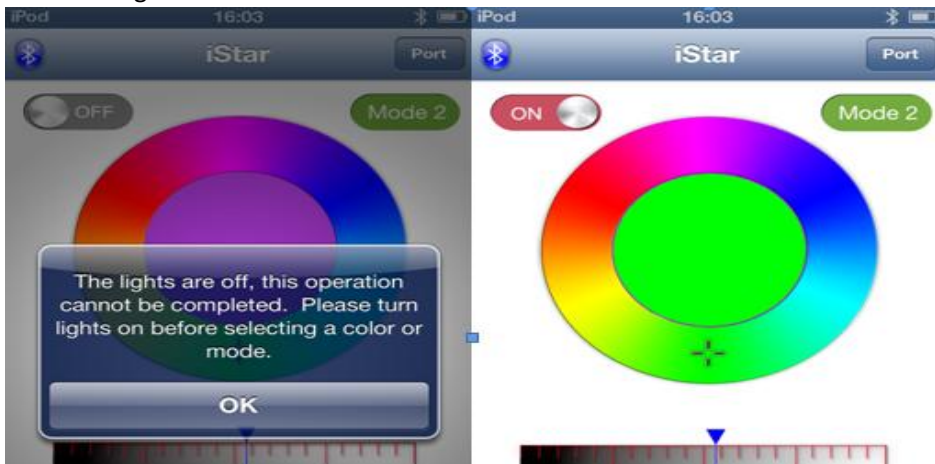 iPod 16:03
iStar Port
OFF Mode 2
The lights are off, this operation
cannot be completed. Please turn
lights on before selecting a color or
mode.
OK
iPod 16:03
iStar Port
ON Mode 2